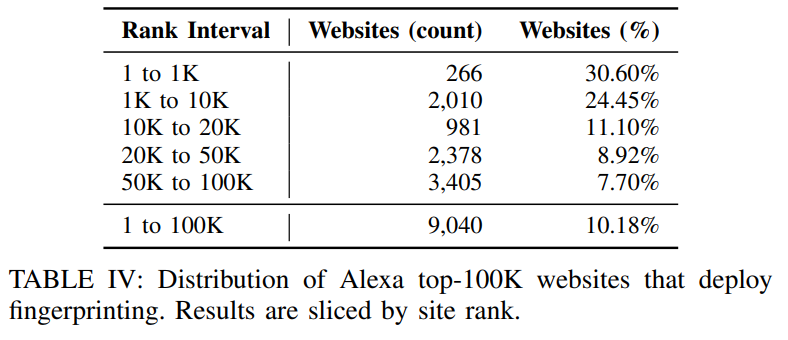 Rank Interval Websites (count) Websites (%)
1 to 1K 266 30.60%
1K to 10K 2,010 24.45%
10K to 20K 981 11.10%
20K to 50K 2,378 8.92%
50K to 100K 3,405 7.70%
1 to 100K 9,040 10.18%
TABLE IV: Distribution of Alexa top-100K websites that deploy
fingerprinting. Results are sliced by site rank.